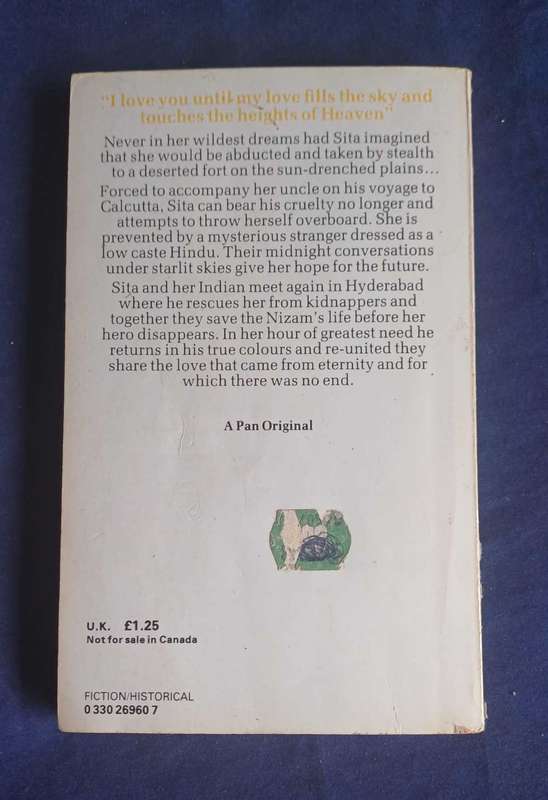 "I love you until my love fills the sky and
touches the heights of Heaven"
Never in her wildest dreams had Sita imagined
that she would be abducted and taken by stealth
to a deserted fort on the sun-drenched plains...
Forced to accompany her uncle on his voyage to
Calcutta, Sita can bear his cruelty no longer and
attempts to throw herself overboard. She is
prevented by a mysterious stranger dressed as a
low caste Hindu. Their midnight conversations
under starlit skies give her hope for the future.
Sita and her Indian meet again in Hyderabad
where he rescues her from kidnappers and
together they save the Nizam's life before her
hero disappears. In her hour of greatest need he
returns in his true colours and re-united they
share the love that came from eternity and for
which there was no end.
A Pan Original
U.K. £1.25
Not for sale in Canada
FICTION/HISTORICAL
0 330 26960 7